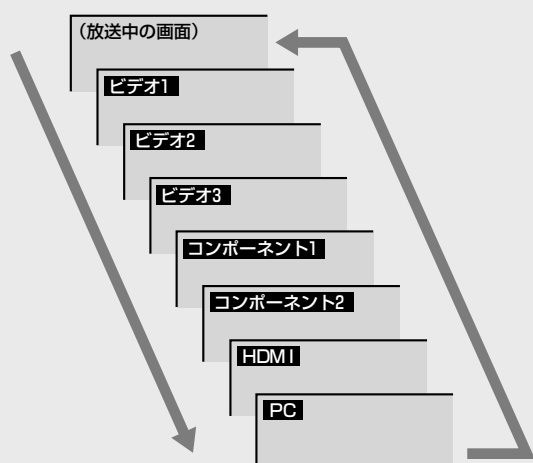 （放送中の画面）
ビデオ1
ビデオ2
ビデオ3
コンポーネント1
コンポーネント2
HDMI
PC